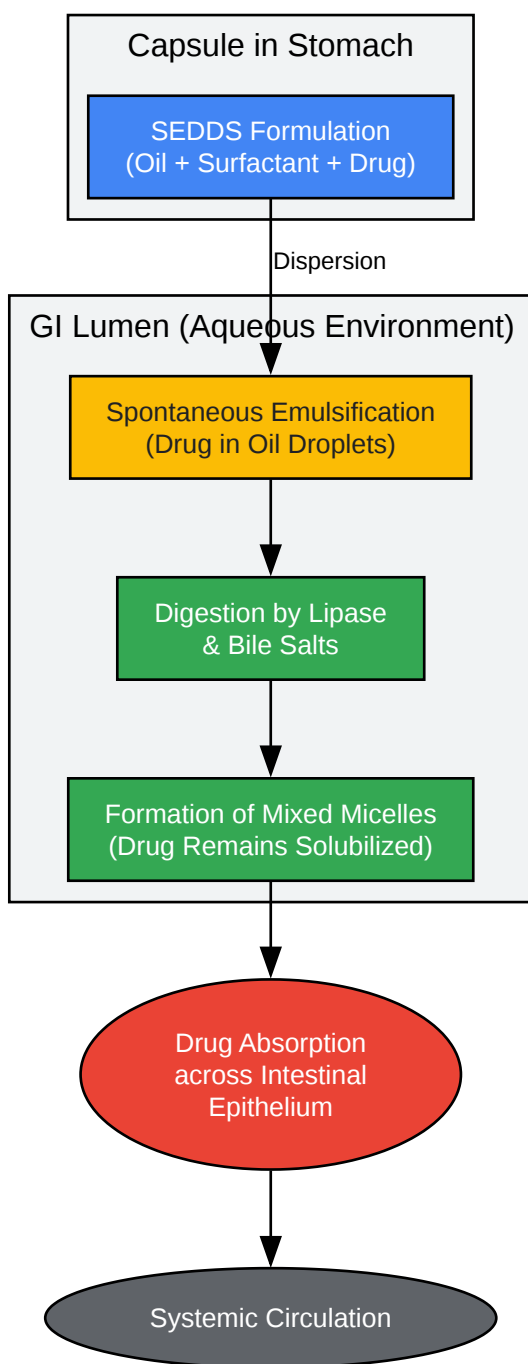 Capsule in Stomach
SEDDS Formulation
(Oil + Surfactant + Drug)
Dispersion
GI Lumen (Aqueous Environment)
Spontaneous Emulsification
(Drug in Oil Droplets)
Digestion by Lipase
& Bile Salts
Formation of Mixed Micelles
(Drug Remains Solubilized)
Drug Absorption
across Intestinal
Epithelium
Systemic Circulation